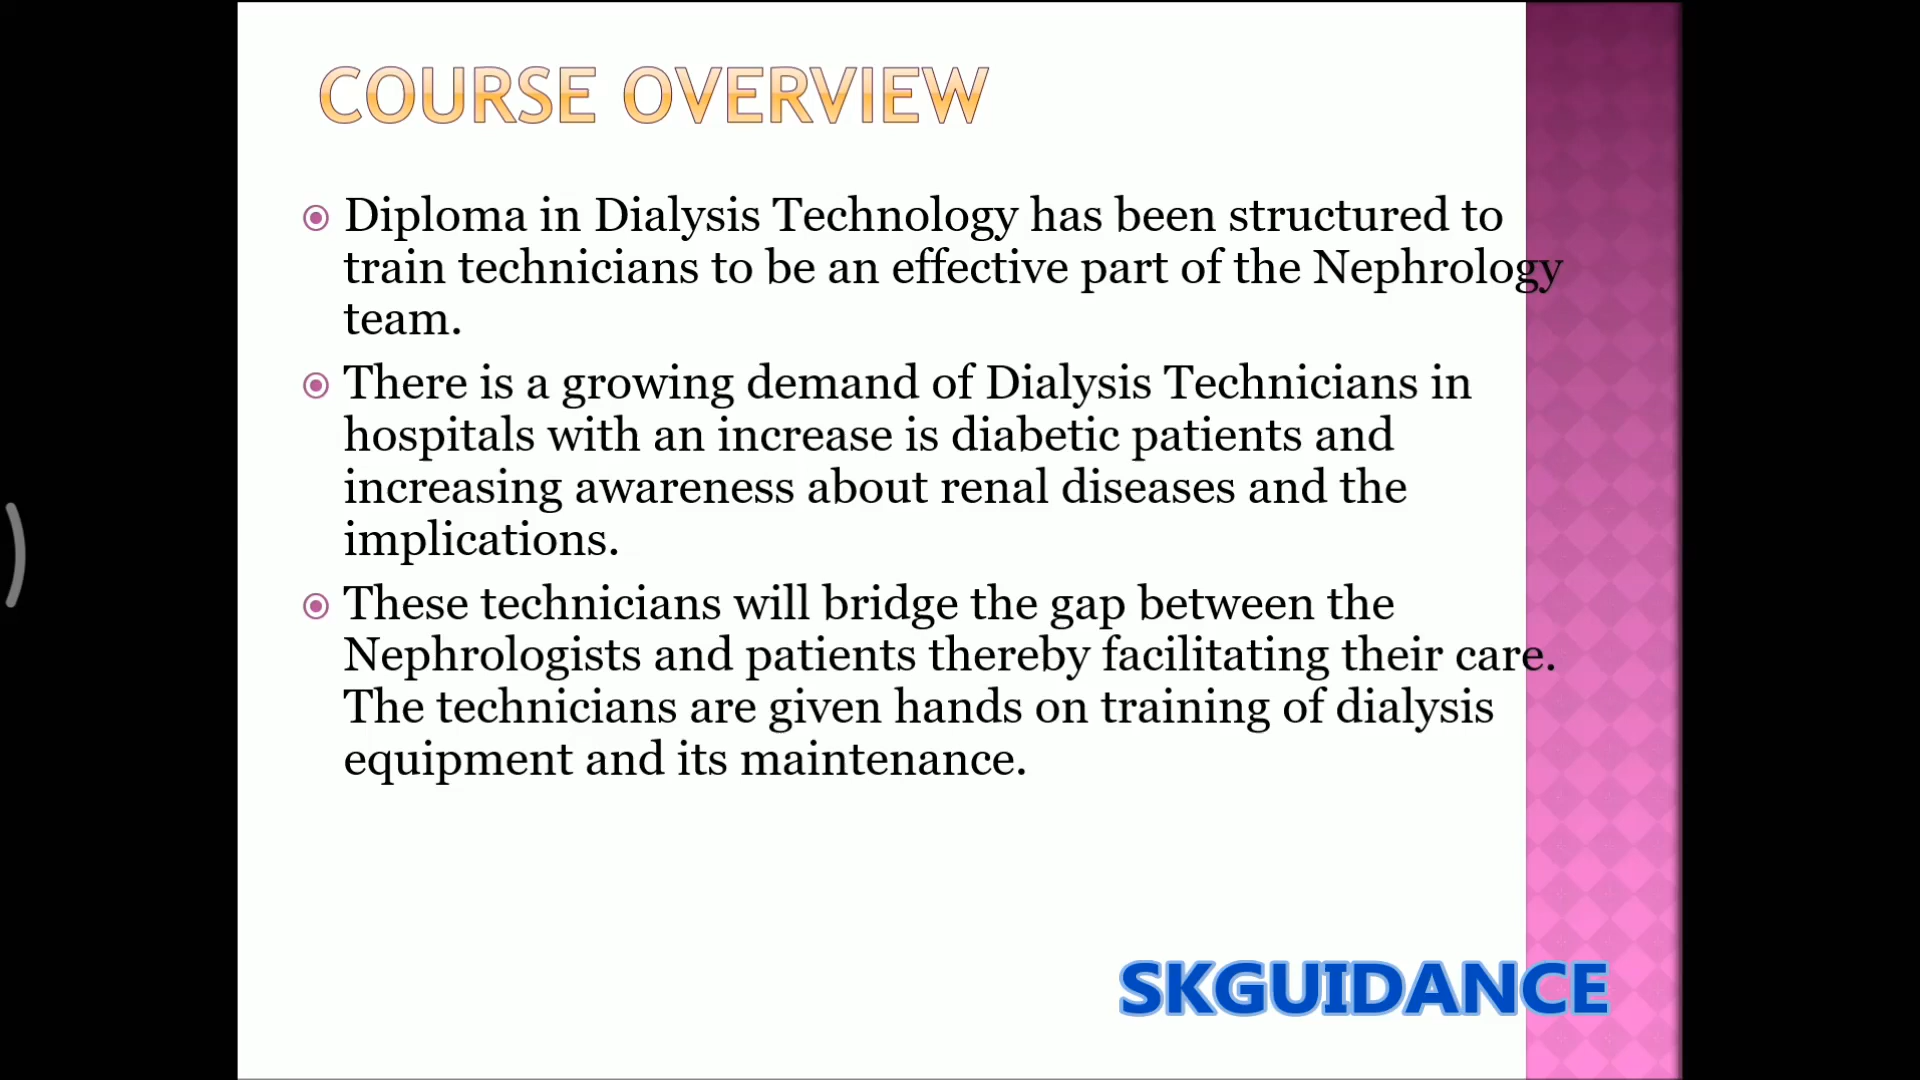 COURSE OVERVIEW
Diploma in Dialysis Technology has been structured to
train technicians to be an effective part of the Nephrology
team.
There is a growing demand of Dialysis Technicians in
hospitals with an increase is diabetic patients and
increasing awareness about renal diseases and the
implications.
These technicians will bridge the gap between the
Nephrologists and patients thereby facilitating their care.
The technicians are given hands on training of dialysis
equipment and its maintenance.
SKGUIDANCE